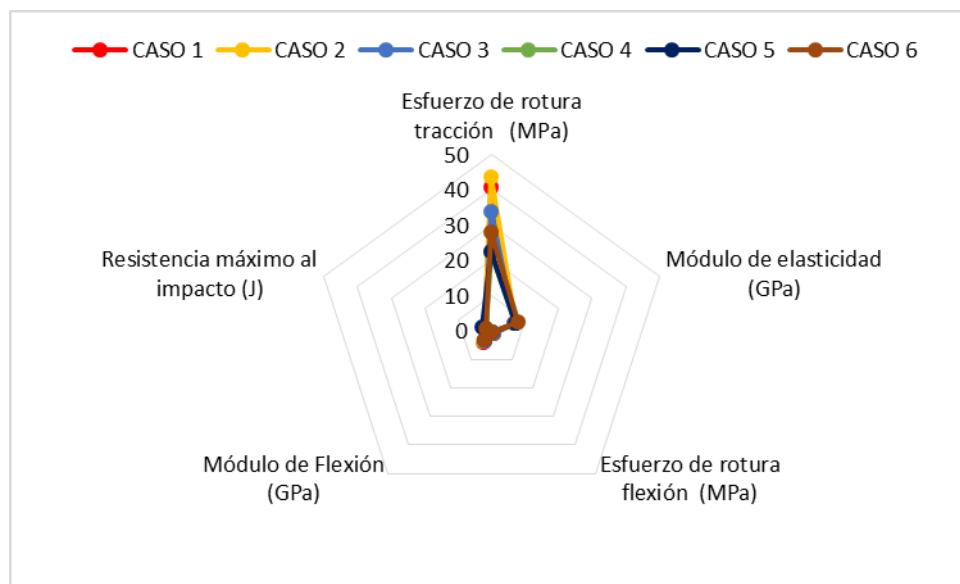 CASO 1 CASO 2 CASO 3 CASO 4 CASO 5 CASO 6
Esfuerzo de rotura
tracción (MPa)
50
40
30
20
10
0
Módulo de elasticidad
(GPa)
Esfuerzo de rotura
flexión (MPa)
Módulo de Flexión
(GPa)
Resistencia máximo al
impacto (J)